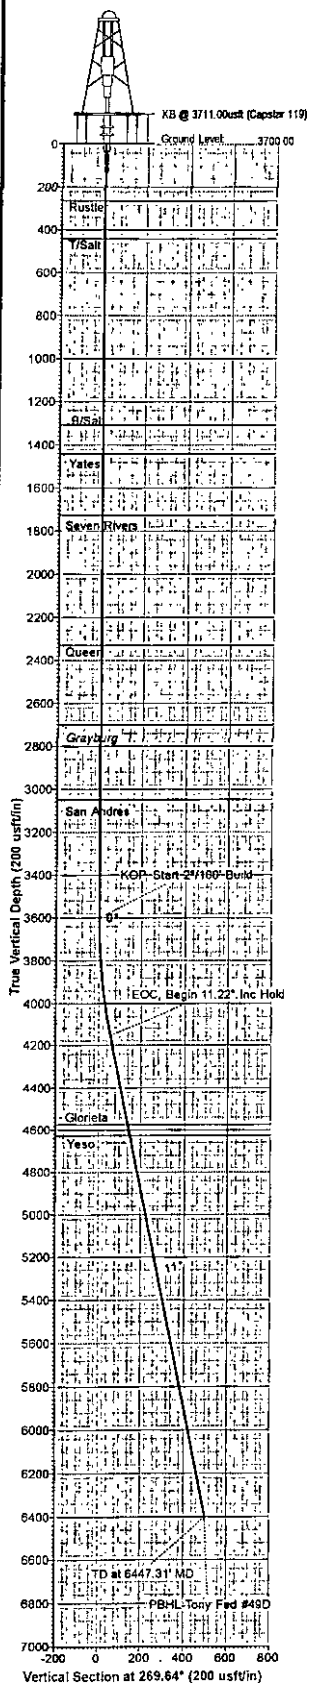 KB @ 3711.00usft (Capstar 119)
Ground Level 3700.00
0
200
Rustle
400
T/Salt
600
800
1000
1200
B/Sal
1400
Yates
1600
Seven Rivers
1800
2000
2200
Queen
2400
2600
Grayburg
2800
3000
San Andres
3200
KOP, Start 2°/100' Build
3400
3600
0°
3800
EOC, Begin 11.22° Inc Hold
4000
4200
4400
Glorieta
4600
Yeso
4800
5000
5200
11°
5400
5600
5800
6000
6200
6400
6600
TD at 6447.31' MD
6800
PBHL-Tony Fed #49D
7000
-200 0 200 400 600 800
True Vertical Depth (200 usft/in)
Vertical Section at 269.64° (200 usft/in)